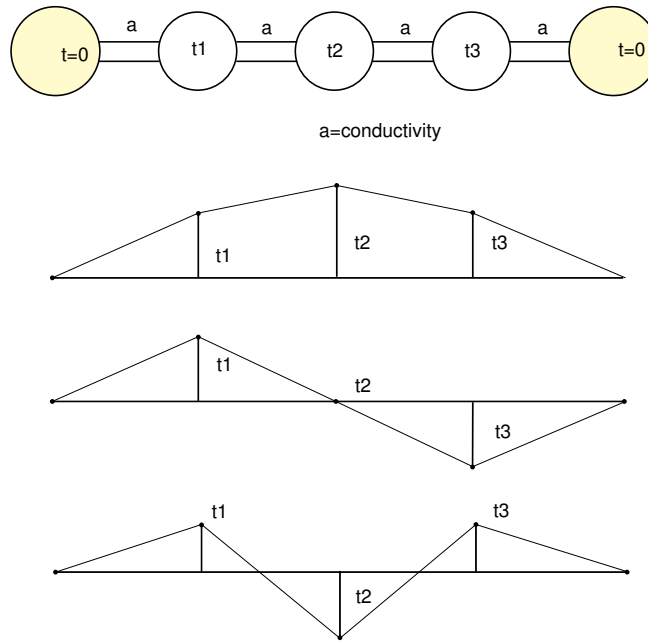 a a a a
t=0 t1 t2 t3 t=0
a=conductivity
t1 t2 t3
t1 t2
t3
t1 t3
t2